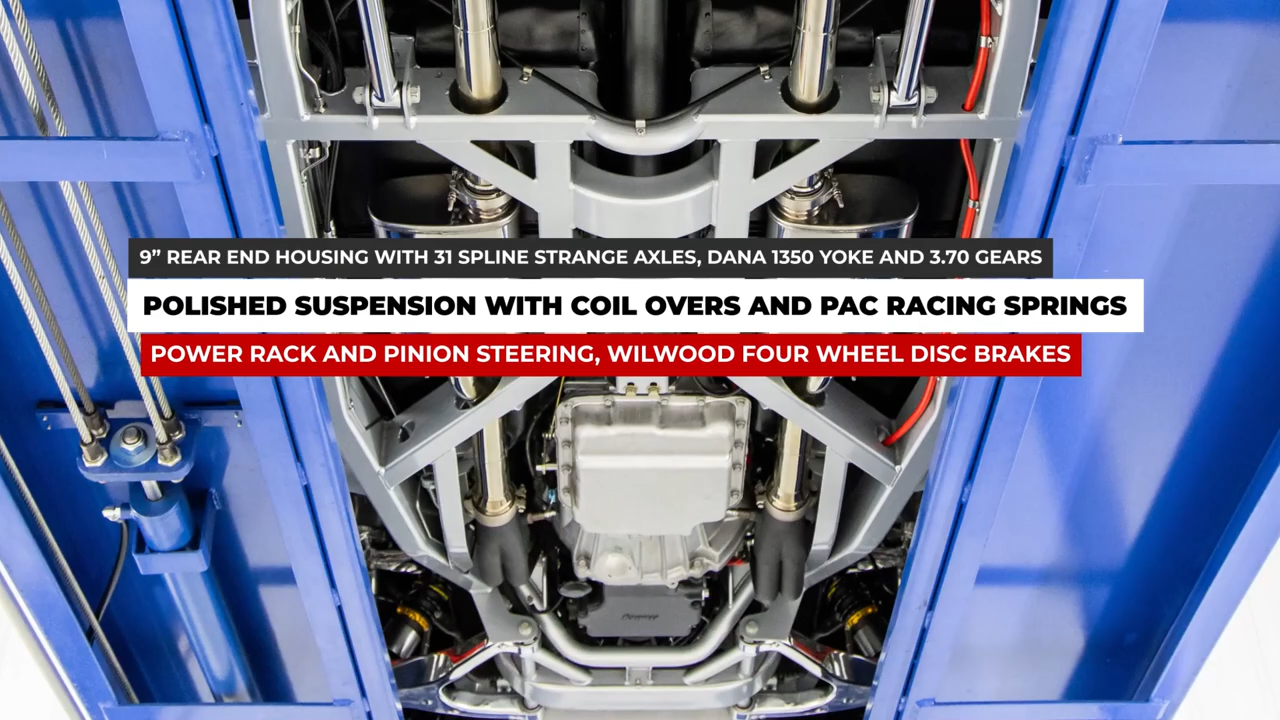 9” REAR END HOUSING WITH 31 SPLINE STRANGE AXLES, DANA 1350 YOKE AND 3.70 GEARS
POLISHED SUSPENSION WITH COIL OVERS AND PAC RACING SPRINGS
POWER RACK AND PINION STEERING, WILWOOD FOUR WHEEL DISC BRAKES